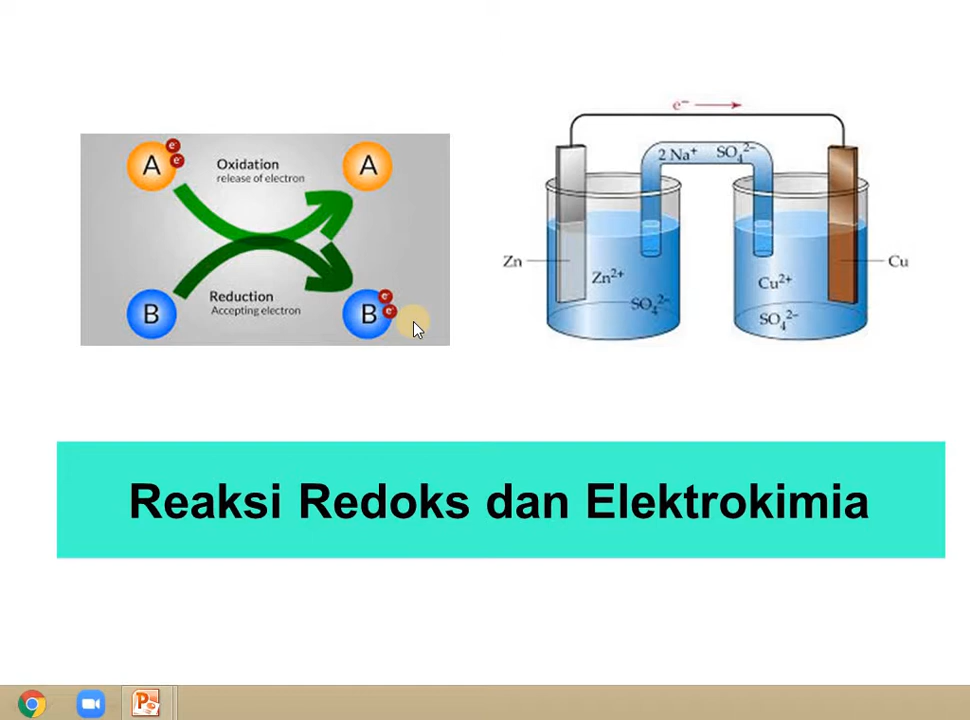 A
e⁻
e⁻
Oxidation
release of electron
A
B
Reduction
Accepting electron
B
e⁻
e⁻
e⁻
2 Na⁺ SO₄²⁻
Zn
Zn²⁺
SO₄²⁻
Cu²⁺
SO₄²⁻
Cu
Reaksi Redoks dan Elektrokimia